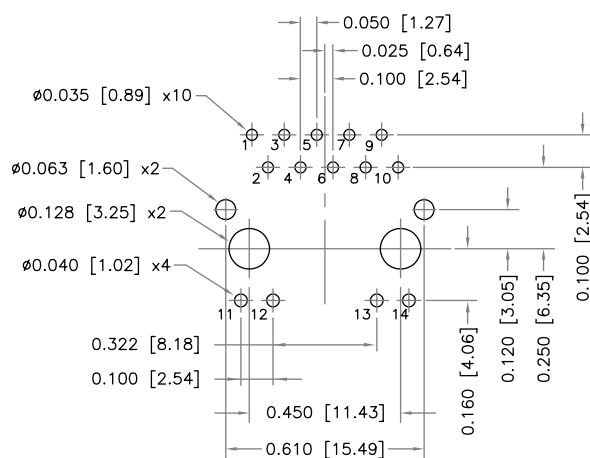 0.050 [1.27]
0.025 [0.64]
0.100 [2.54]
ø0.035 [0.89] x10
1 3 5 7 9
ø0.063 [1.60] x2
2 4 6 8 10
ø0.128 [3.25] x2
ø0.040 [1.02] x4
11 12 13 14
0.322 [8.18]
0.100 [2.54]
0.450 [11.43]
0.610 [15.49]
0.160 [4.06]
0.120 [3.05]
0.250 [6.35]
0.100 [2.54]